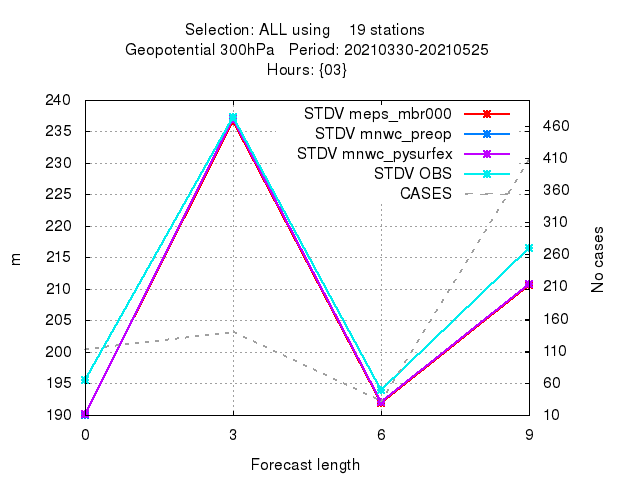 Selection: ALL using 19 stations
Geopotential 300hPa Period: 20210330-20210525
Hours: {03}
STDV meps_mbr000
STDV mnwc_preop
STDV mnwc_pysurfex
STDV OBS
CASES
240
235
230
225
220
215
210
205
200
195
190
m
460
410
360
310
260
210
160
110
60
10
No cases
0 3 6 9
Forecast length